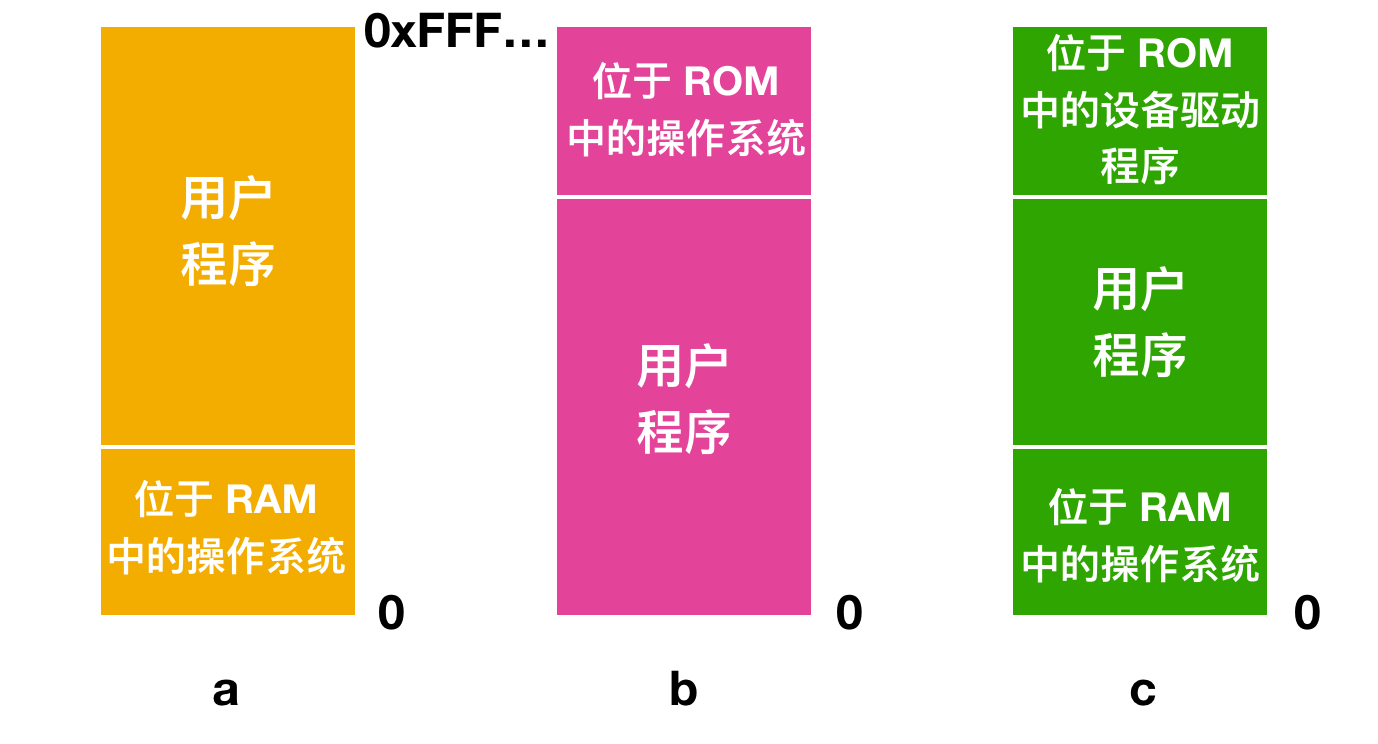 0xFFF…
用户
程序
位于 RAM
中的操作系统
0
a
位于 ROM
中的操作系统
用户
程序
0
b
位于 ROM
中的设备驱动
程序
用户
程序
位于 RAM
中的操作系统
0
c